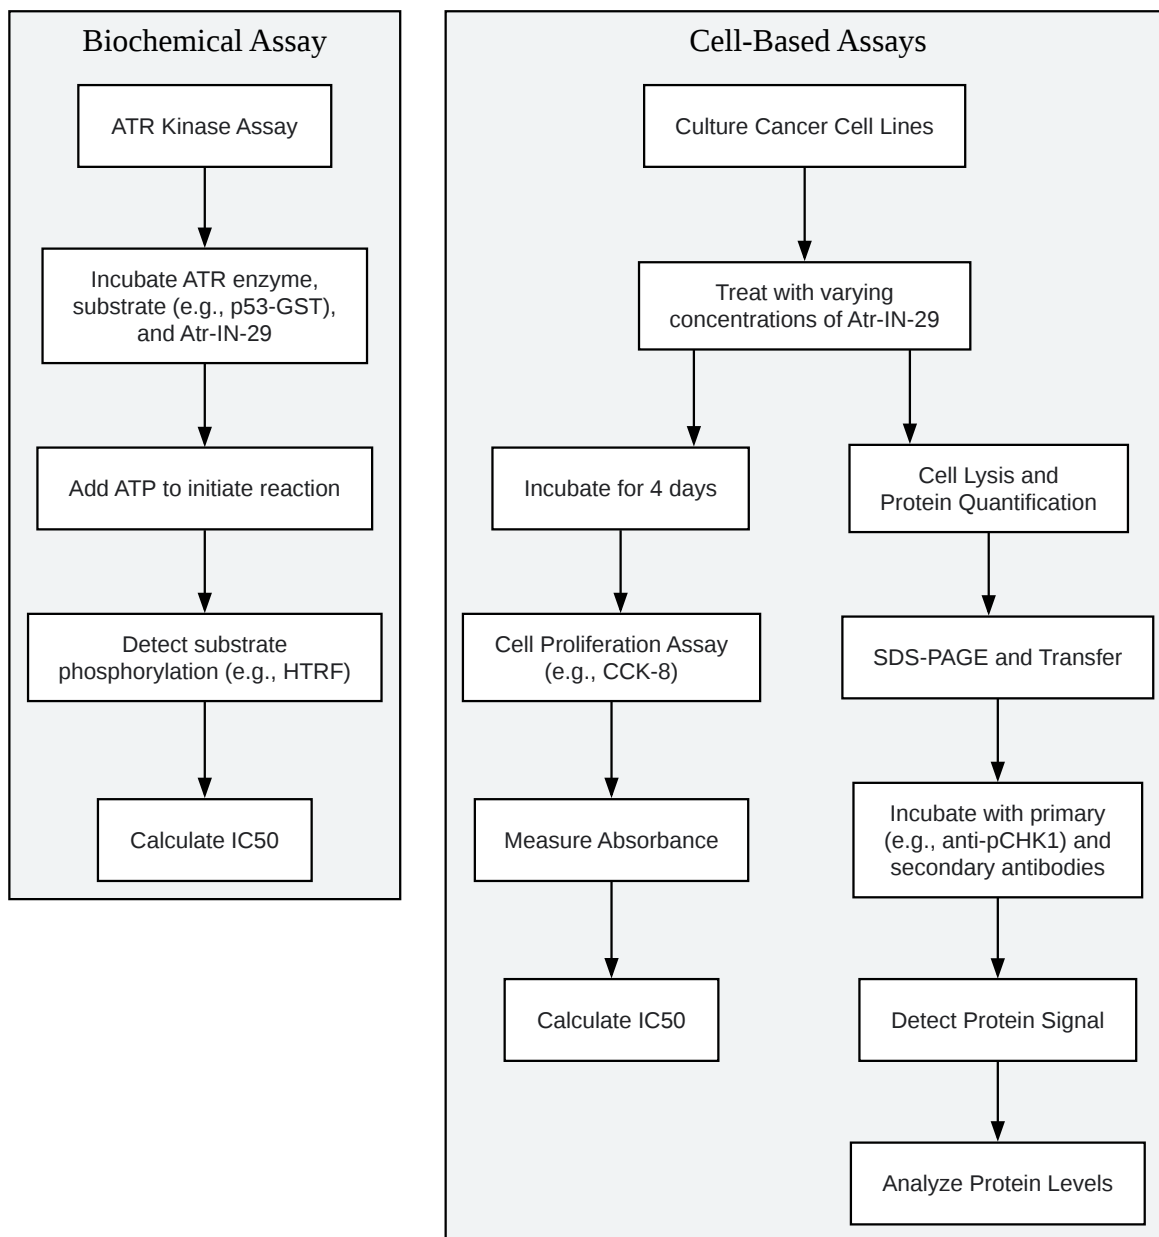 Biochemical Assay
ATR Kinase Assay
Incubate ATR enzyme,
substrate (e.g., p53-GST),
and Atr-IN-29
Add ATP to initiate reaction
Detect substrate
phosphorylation (e.g., HTRF)
Calculate IC50
Cell-Based Assays
Culture Cancer Cell Lines
Treat with varying
concentrations of Atr-IN-29
Incubate for 4 days
Cell Proliferation Assay
(e.g., CCK-8)
Measure Absorbance
Calculate IC50
Cell Lysis and
Protein Quantification
SDS-PAGE and Transfer
Incubate with primary
(e.g., anti-pCHK1) and
secondary antibodies
Detect Protein Signal
Analyze Protein Levels